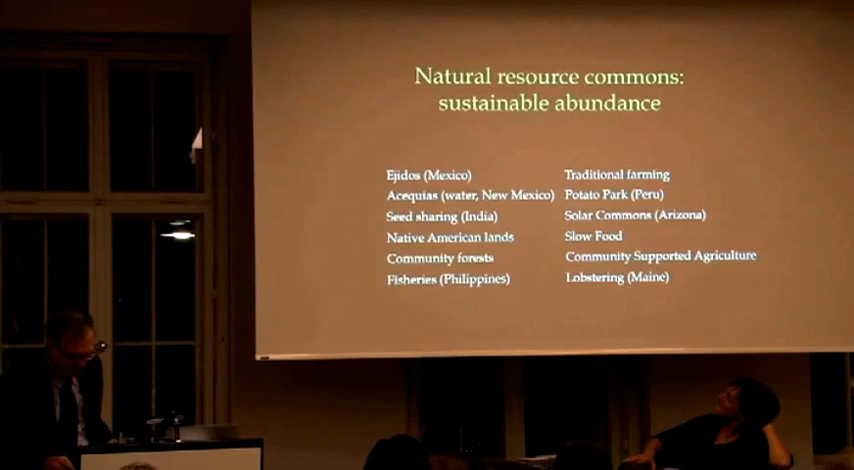 Natural resource commons:
sustainable abundance
Ejidos (Mexico)
Acequias (water, New Mexico)
Seed sharing (India)
Native American lands
Community forests
Fisheries (Philippines)
Traditional farming
Potato Park (Peru)
Solar Commons (Arizona)
Slow Food
Community Supported Agriculture
Lobstering (Maine)